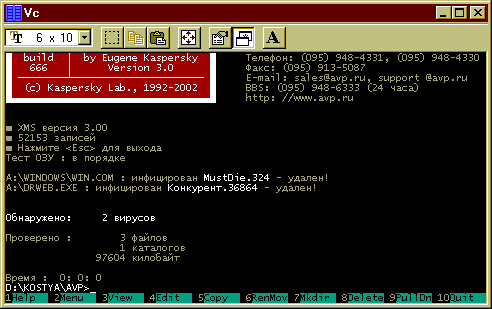 Vc
6 x 10
A
build
666
by Eugene Kaspersky
Version 3.0
(c) Kaspersky Lab., 1992-2002
Телефон: (095) 948-4331, (095) 948-4330
Факс: (095) 913-5087
E-mail: sales@avp.ru, support @avp.ru
BBS: (095) 948-6333 (24 часа)
http: //www.avp.ru
XMS версия 3.00
52153 записей
Нажмите <Esc> для выхода
Тест ОЗУ : в порядке
A:\WINDOWS\WIN.COM : инфицирован MustDie.324 - удален!
A:\DRWEB.EXE : инфицирован Конкурент.36864 - удален!
Обнаружено: 2 вирусов
Проверено : 3 файлов
1 каталогов
97604 килобайт
Время : 0: 0: 0
D:\KOSTYA\AVP>_
1Help 2Menu 3View 4Edit 5Copy 6RenMov 7Mkdir 8Delete 9PullDn 10Quit